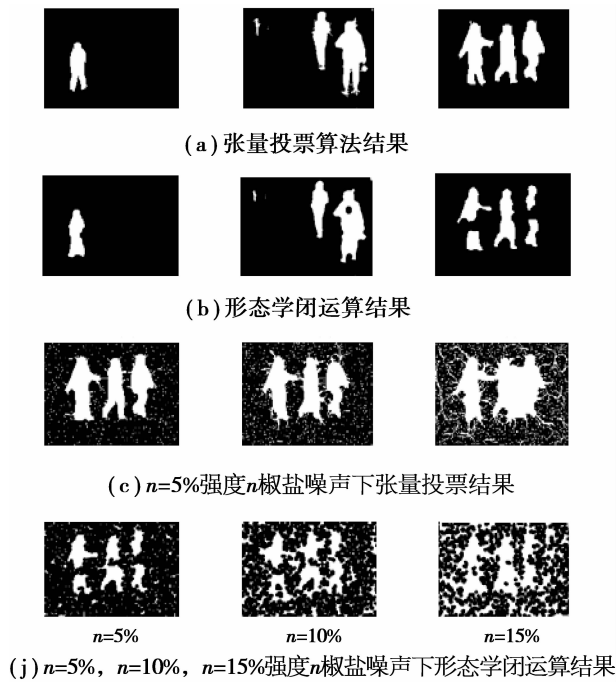 (a)张量投票算法结果
(b)形态学闭运算结果
(c)n=5%强度n椒盐噪声下张量投票结果
n=5% n=10% n=15%
(j)n=5%，n=10%，n=15%强度n椒盐噪声下形态学闭运算结果